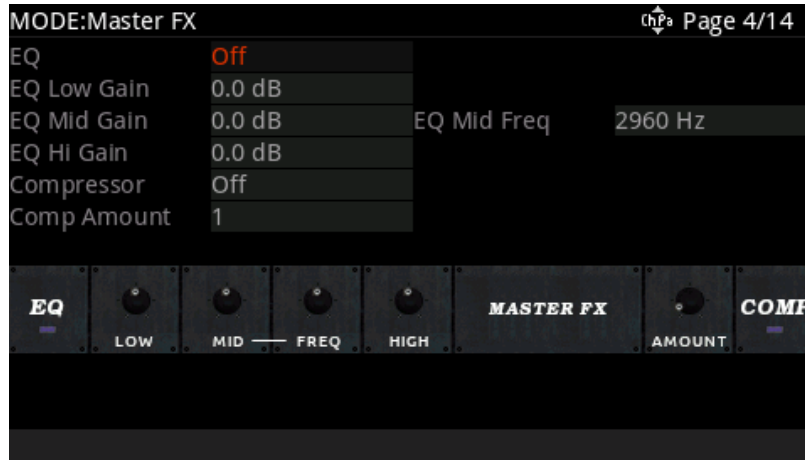 MODE:Master FX ChPa Page 4/14
EQ Off
EQ Low Gain 0.0 dB
EQ Mid Gain 0.0 dB EQ Mid Freq 2960 Hz
EQ Hi Gain 0.0 dB
Compressor Off
Comp Amount 1
EQ MASTER FX COMP
LOW MID FREQ HIGH AMOUNT